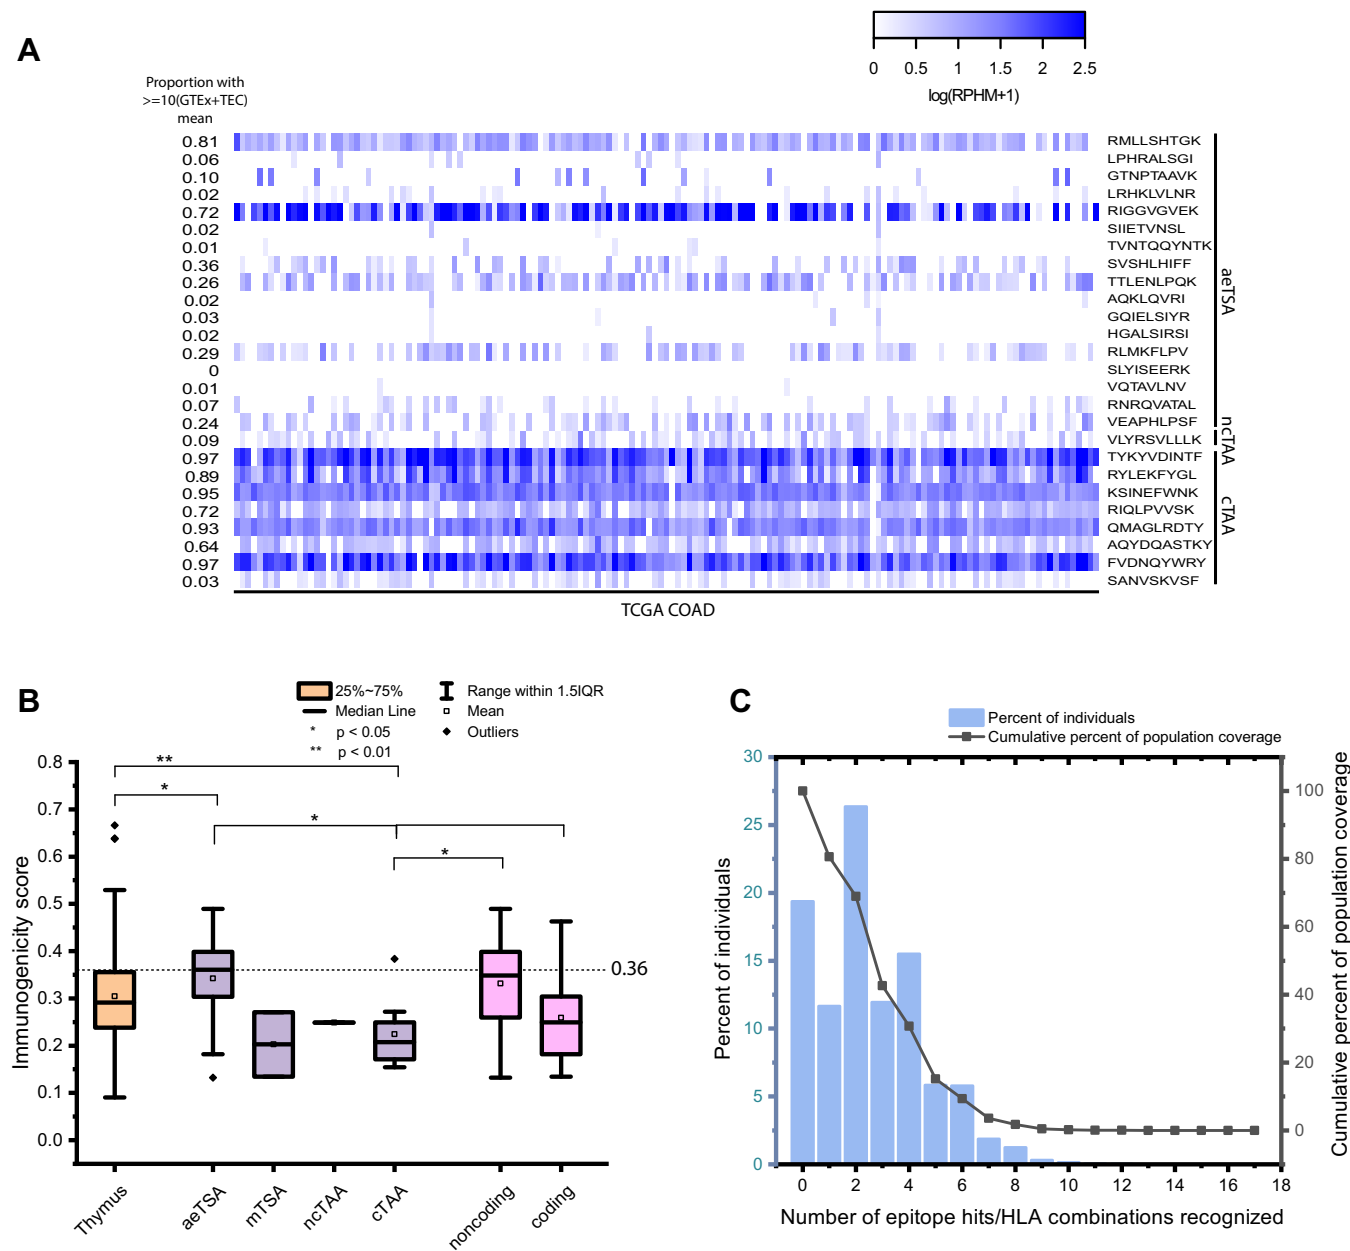 A
0 0.5 1 1.5 2 2.5
log(RPHM+1)
Proportion with
>=10(GTEx+TEC)
mean
0.81 RMLLSHTGK
0.06 LPHRALSGI
0.10 GTNPTAAVK
0.02 LRHKLVLNR
0.72 RIGGVGVEK
0.02 SIIETVNSL
0.01 TVNTQQYNTK
0.36 SVSHLHIFF
0.26 TTLENLPQK
0.02 AQKLQVRI
0.03 GQIELSIYR
0.02 HGALSIRSI
0.29 RLMKFLPV
0 SLYISEERK
0.01 VQTAVLNV
0.07 RNRQVATAL
0.24 VEAPHLPSF
0.09 VLYRSVLLLK
0.97 TYKYVDINTF
0.89 RYLEKFYGL
0.95 KSINEFWNK
0.72 RIQLPVVSK
0.93 QMAGLRDTY
0.64 AQYDQASTKY
0.97 FVDNQYWRY
0.03 SANVSKVSF
aeTSA
ncTAA
cTAA
TCGA COAD
B
25%~75%
Median Line
* p < 0.05
** p < 0.01
Range within 1.5IQR
Mean
Outliers
Immunogenicity score
0.8
0.7
0.6
0.5
0.4
0.3
0.2
0.1
0.0
**
*
*
*
0.36
Thymus
aeTSA
mTSA
ncTAA
cTAA
noncoding
coding
C
Percent of individuals
Cumulative percent of population coverage
Percent of individuals
30
25
20
15
10
5
0
100
80
60
40
20
0
Cumulative percent of population coverage
0 2 4 6 8 10 12 14 16 18
Number of epitope hits/HLA combinations recognized